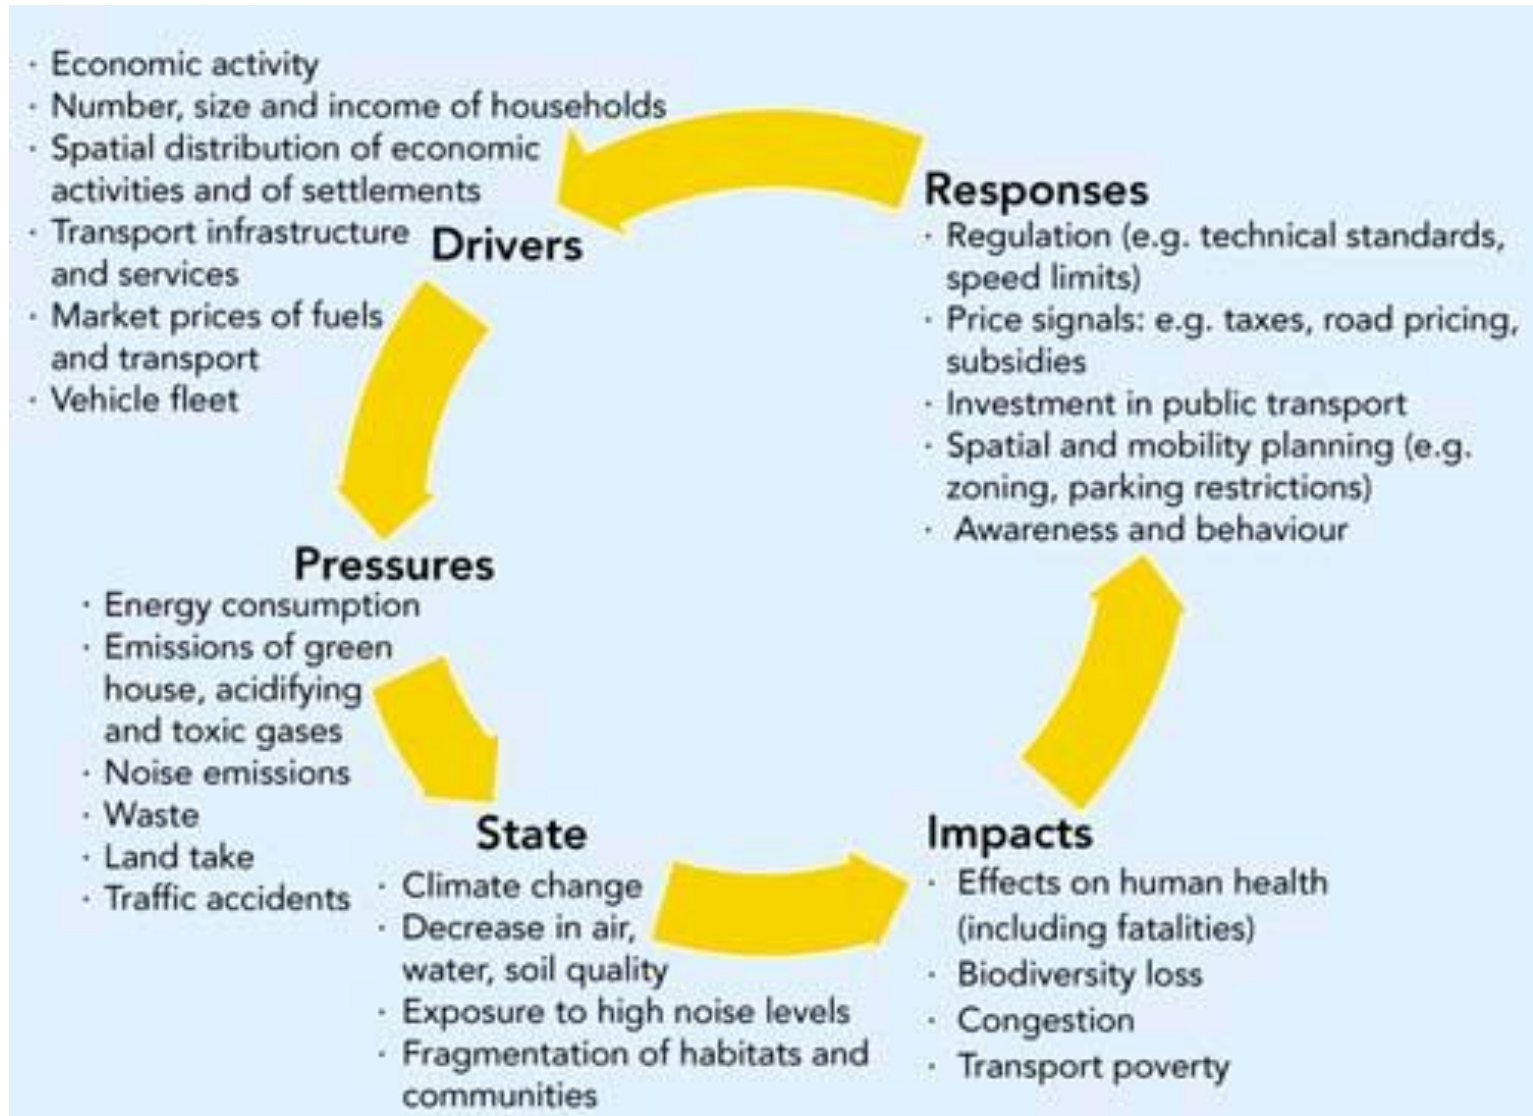 · Economic activity
· Number, size and income of households
· Spatial distribution of economic
activities and of settlements
· Transport infrastructure
and services
· Market prices of fuels
and transport
· Vehicle fleet
Drivers
Responses
· Regulation (e.g. technical standards,
speed limits)
· Price signals: e.g. taxes, road pricing,
subsidies
· Investment in public transport
· Spatial and mobility planning (e.g.
zoning, parking restrictions)
· Awareness and behaviour
Pressures
· Energy consumption
· Emissions of green
house, acidifying
and toxic gases
· Noise emissions
· Waste
· Land take
· Traffic accidents
State
· Climate change
· Decrease in air,
water, soil quality
· Exposure to high noise levels
· Fragmentation of habitats and
communities
Impacts
· Effects on human health
(including fatalities)
· Biodiversity loss
· Congestion
· Transport poverty